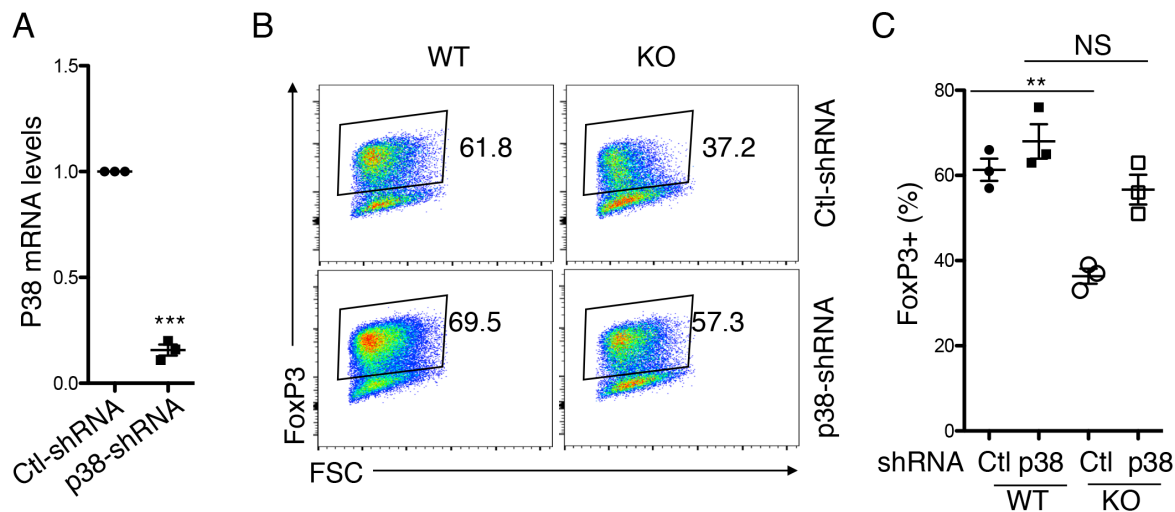 A
P38 mRNA levels
1.5
1.0
0.5
0.0
***
Ctl-shRNA
p38-shRNA
B
WT KO
61.8
37.2
Ctl-shRNA
69.5
57.3
p38-shRNA
FoxP3
FSC
C
NS
**
FoxP3+ (%)
80
60
40
20
0
shRNA Ctl p38 Ctl p38
WT KO